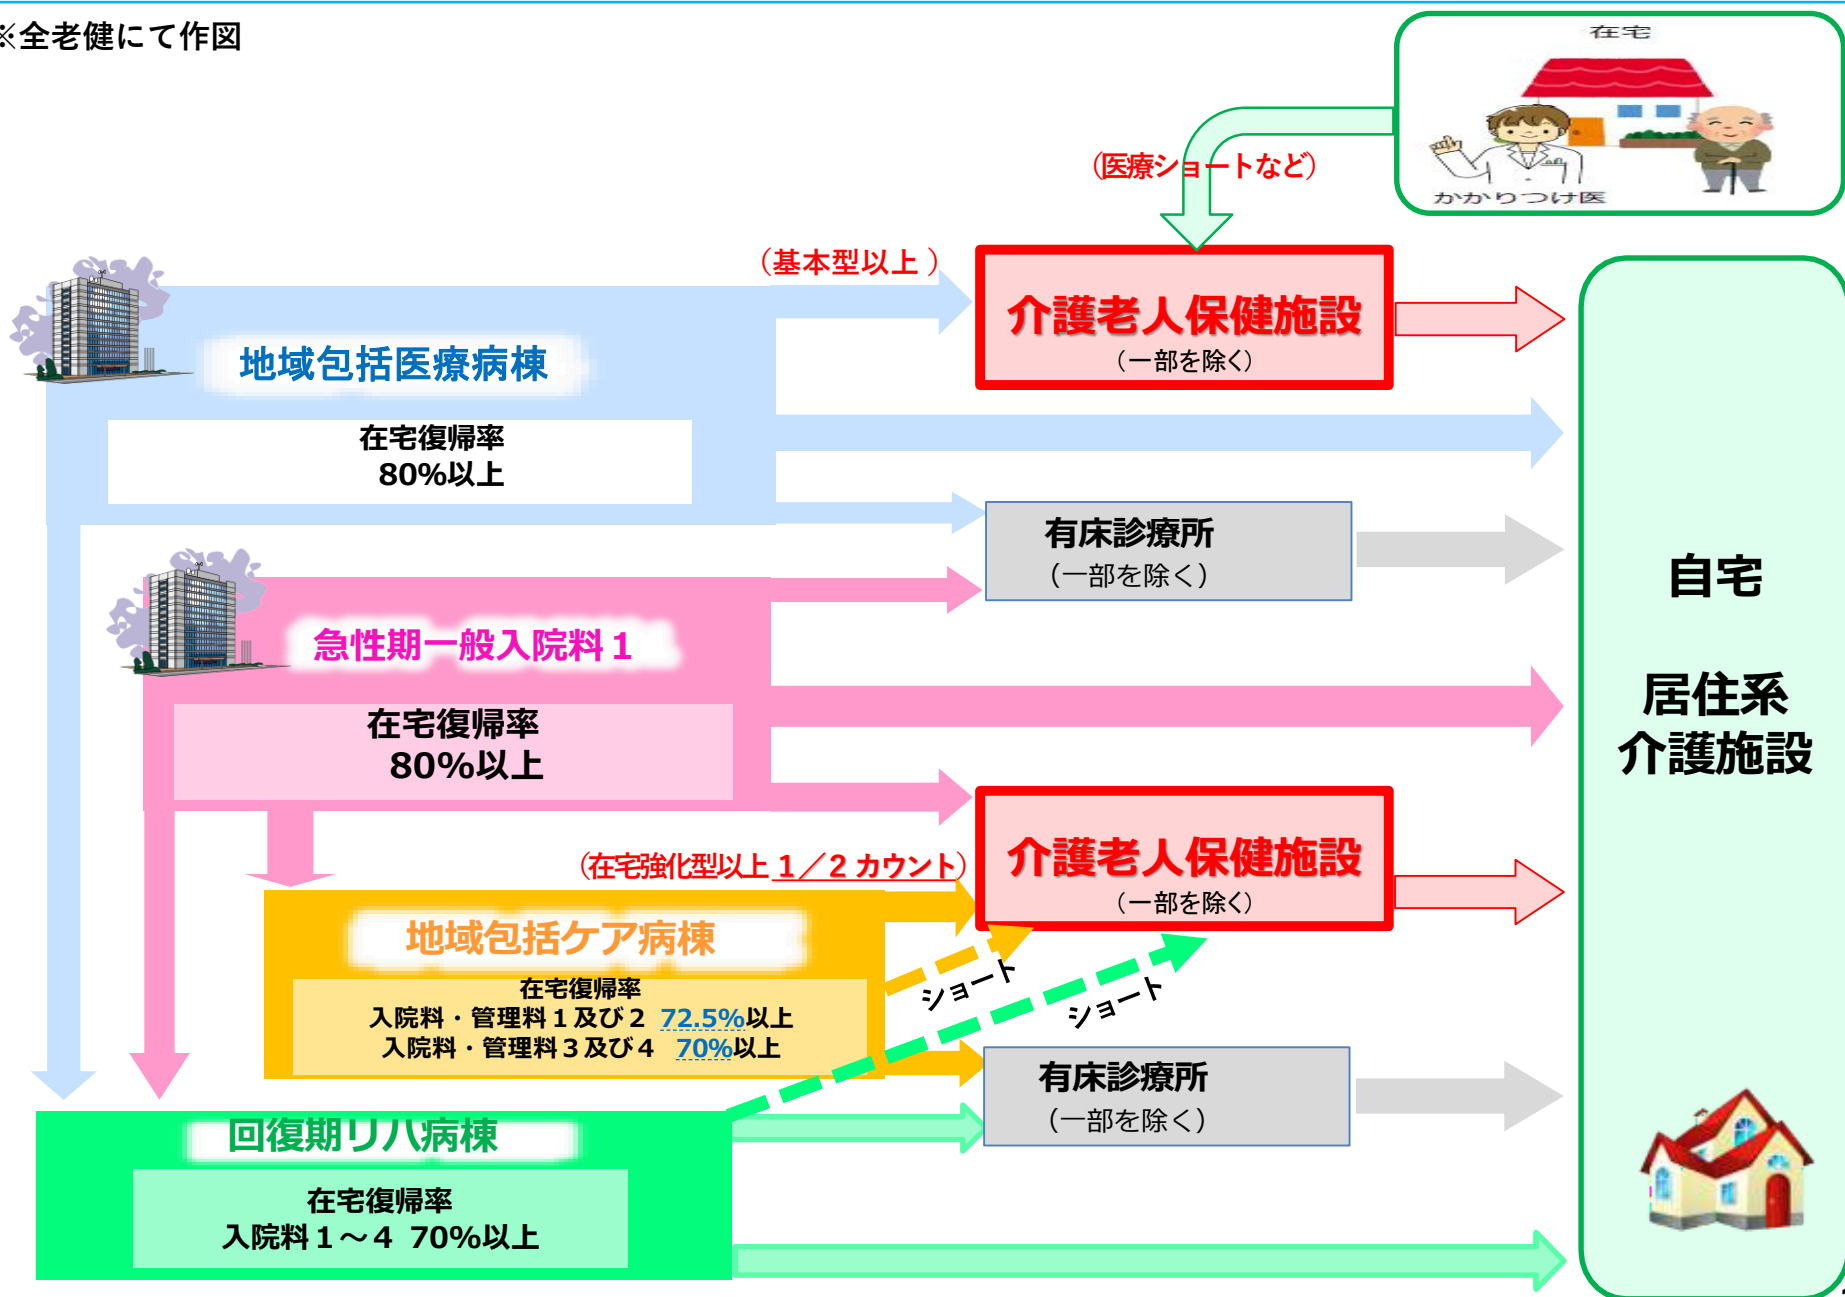 ※全老健にて作図
在宅
かかりつけ医
（医療ショートなど）
（基本型以上 ）
介護老人保健施設
（一部を除く）
地域包括医療病棟
在宅復帰率
80%以上
有床診療所
（一部を除く）
急性期一般入院料１
在宅復帰率
80%以上
自宅
居住系
介護施設
（在宅強化型以上 １／２ カウント）
介護老人保健施設
（一部を除く）
地域包括ケア病棟
在宅復帰率
入院料・管理料１及び２ 72.5%以上
入院料・管理料３及び４ 70%以上
ショート
ショート
有床診療所
（一部を除く）
回復期リハ病棟
在宅復帰率
入院料１～４ 70%以上